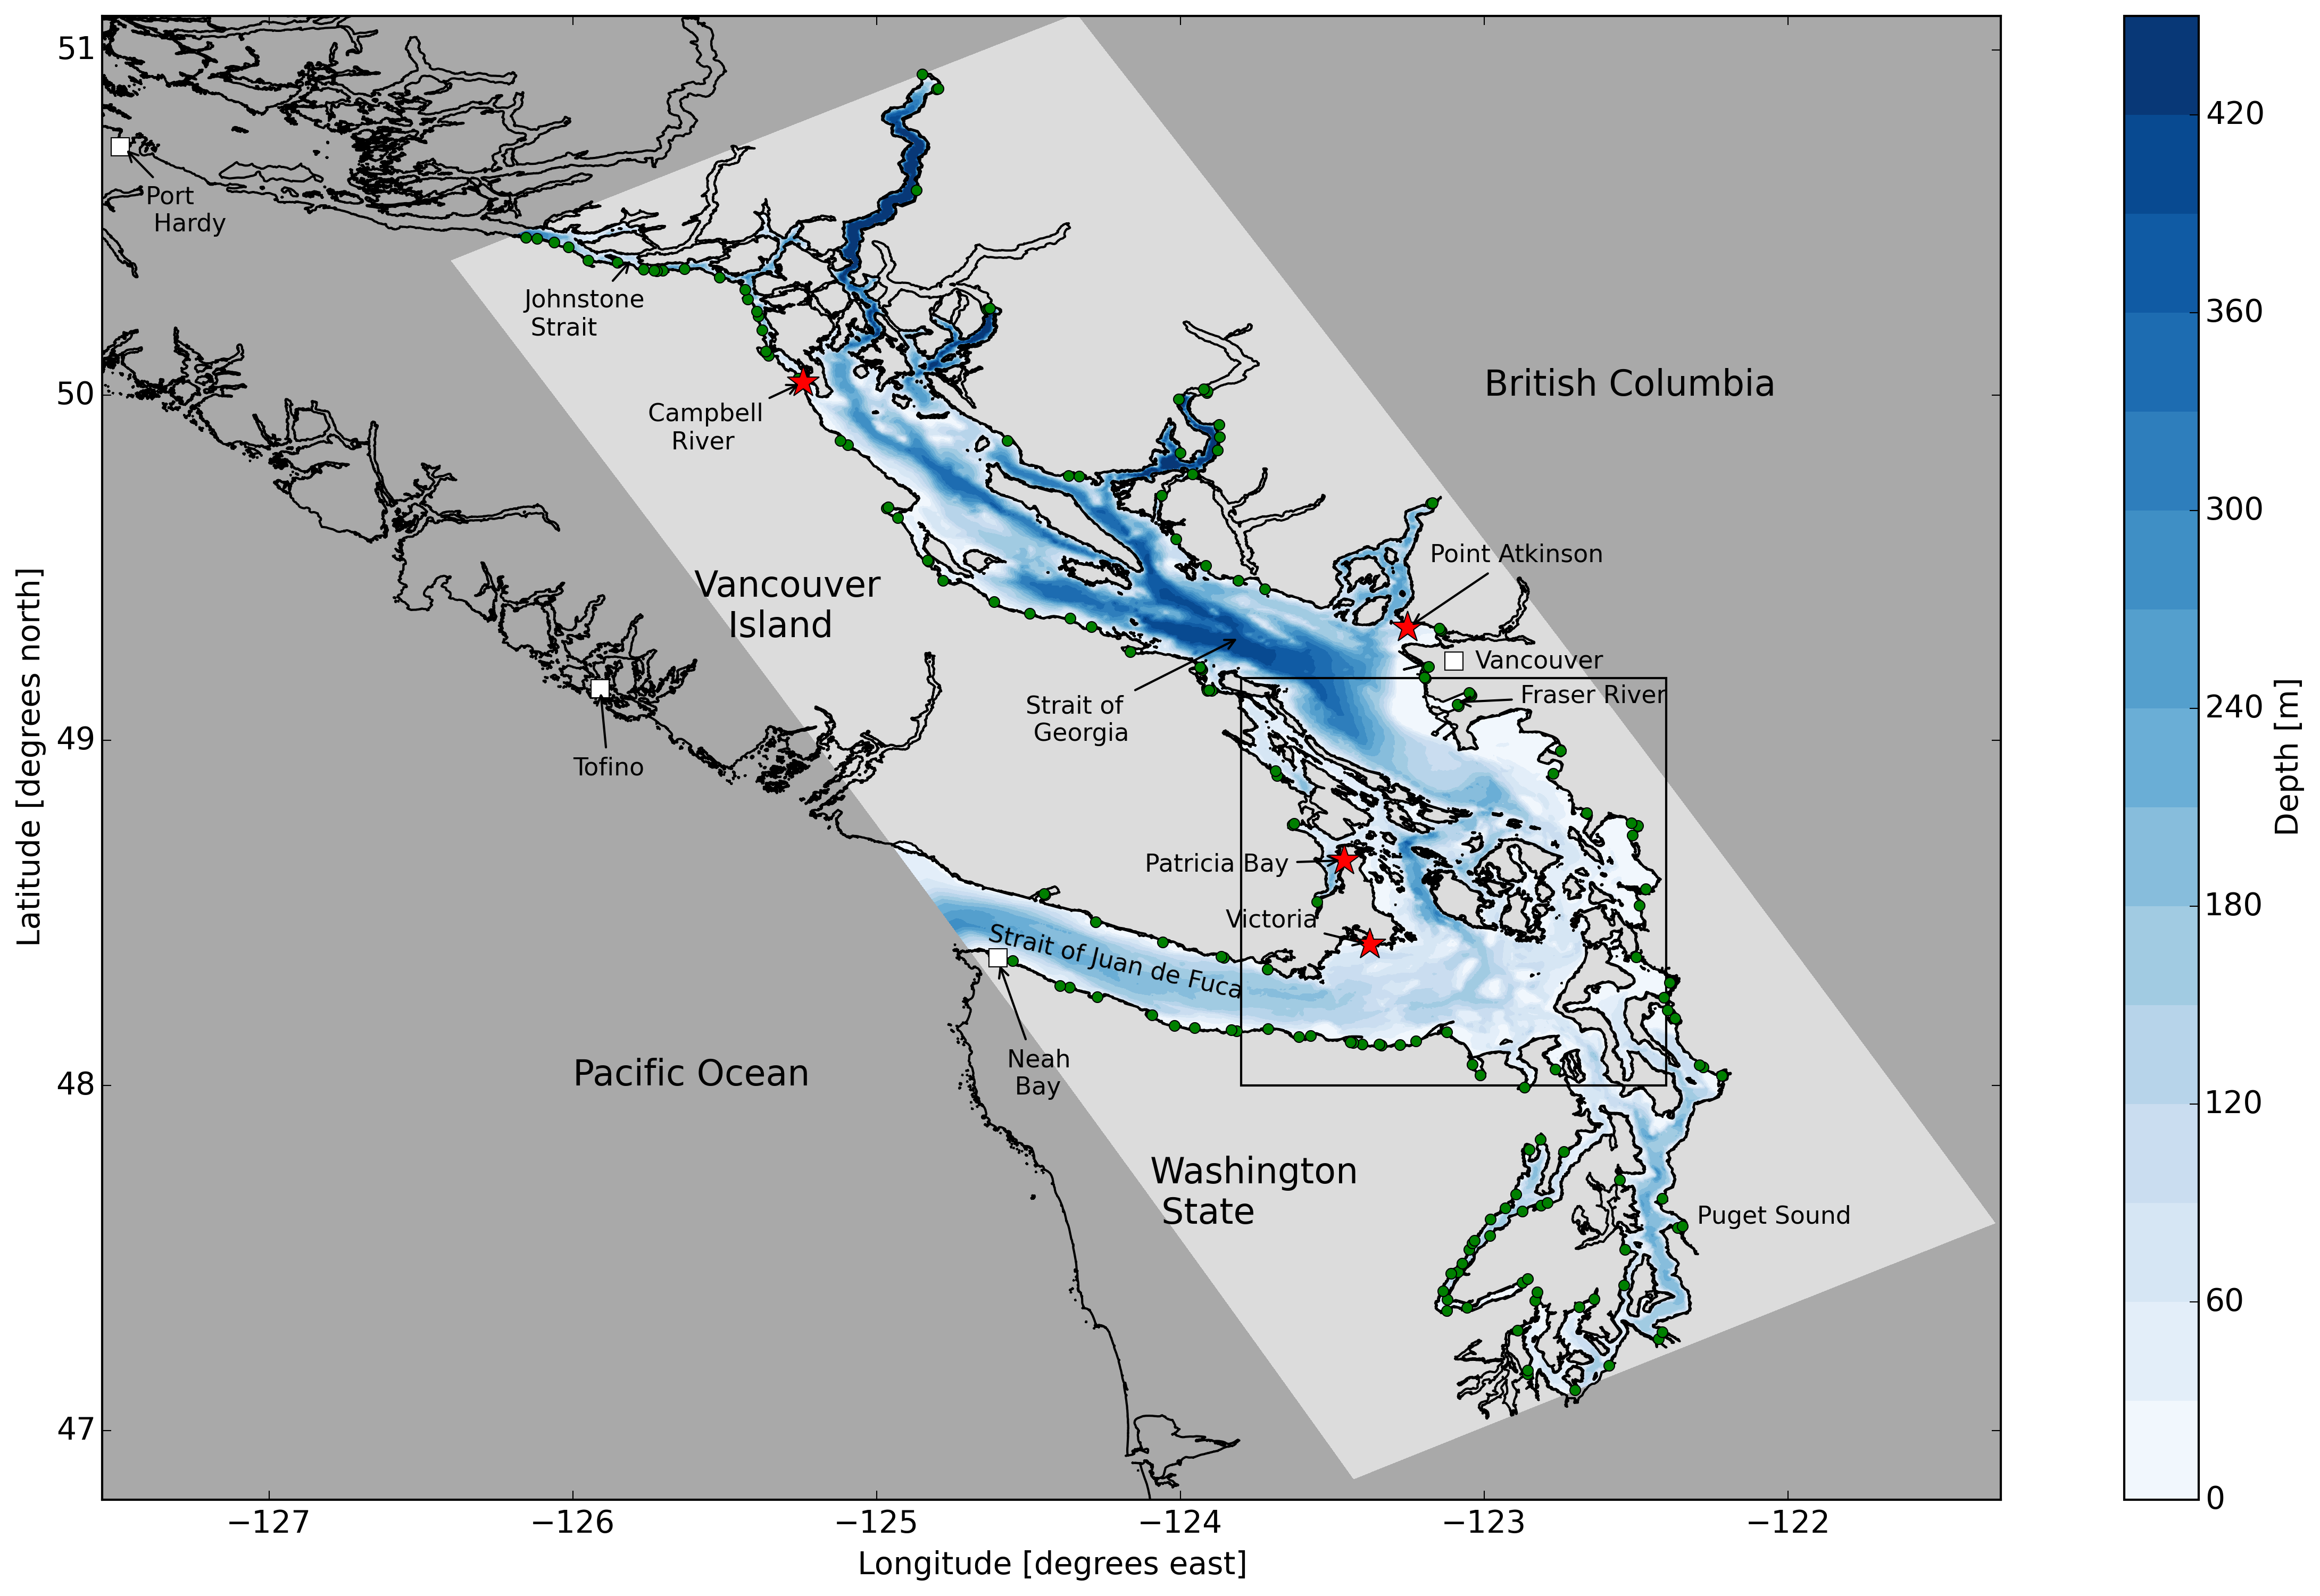 51
50
49
48
47
Latitude [degrees north]
−127
−126
−125
−124
−123
−122
Longitude [degrees east]
Port
Hardy
Johnstone
Strait
Campbell
River
British Columbia
Point Atkinson
Vancouver
Island
Vancouver
Fraser River
Strait of
Georgia
Tofino
Patricia Bay
Victoria
Strait of Juan de Fuca
Neah
Bay
Pacific Ocean
Washington
State
Puget Sound
420
360
300
240
180
120
60
0
Depth [m]